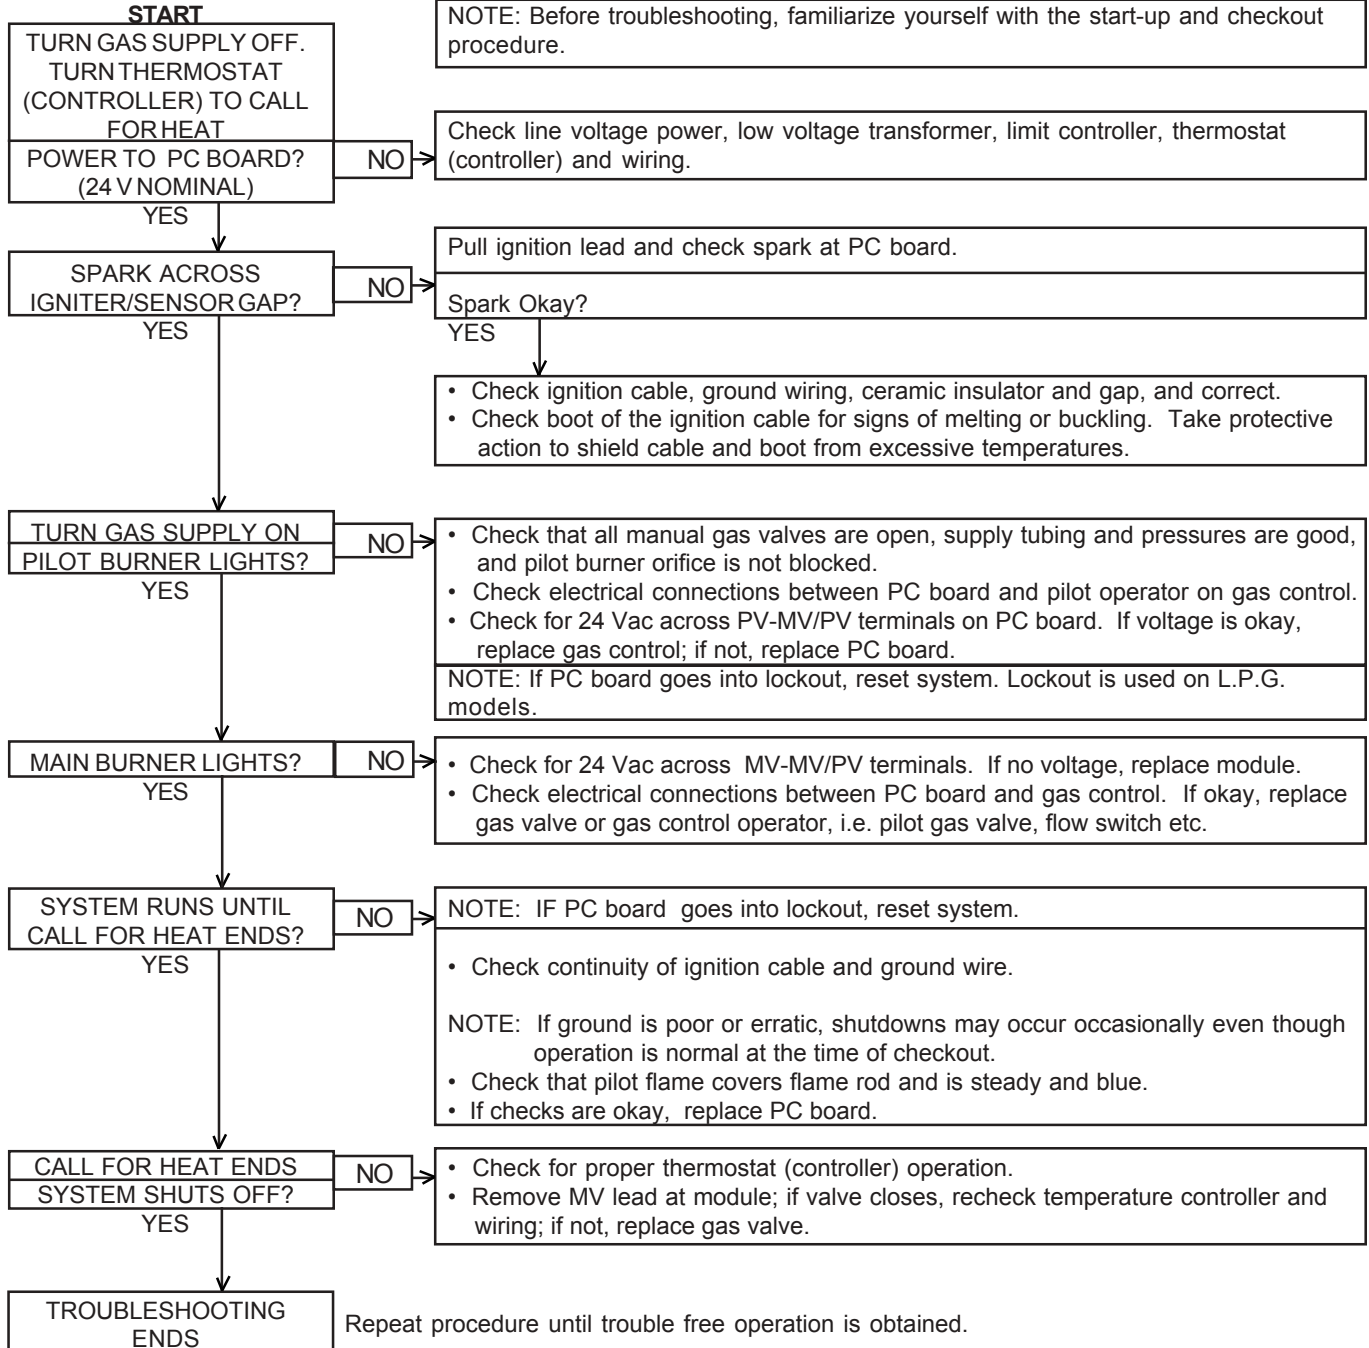 START
TURN GAS SUPPLY OFF.
TURN THERMOSTAT
(CONTROLLER) TO CALL
FOR HEAT
POWER TO PC BOARD?
(24 V NOMINAL)
NOTE: Before troubleshooting, familiarize yourself with the start-up and checkout
procedure.
NO
Check line voltage power, low voltage transformer, limit controller, thermostat
(controller) and wiring.
YES
SPARK ACROSS
IGNITER/SENSOR GAP?
NO
Pull ignition lead and check spark at PC board.
Spark Okay?
YES
YES
• Check ignition cable, ground wiring, ceramic insulator and gap, and correct.
• Check boot of the ignition cable for signs of melting or buckling. Take protective
action to shield cable and boot from excessive temperatures.
TURN GAS SUPPLY ON
PILOT BURNER LIGHTS?
NO
• Check that all manual gas valves are open, supply tubing and pressures are good,
and pilot burner orifice is not blocked.
• Check electrical connections between PC board and pilot operator on gas control.
• Check for 24 Vac across PV-MV/PV terminals on PC board. If voltage is okay,
replace gas control; if not, replace PC board.
NOTE: If PC board goes into lockout, reset system. Lockout is used on L.P.G.
models.
YES
MAIN BURNER LIGHTS?
NO
• Check for 24 Vac across MV-MV/PV terminals. If no voltage, replace module.
• Check electrical connections between PC board and gas control. If okay, replace
gas valve or gas control operator, i.e. pilot gas valve, flow switch etc.
YES
SYSTEM RUNS UNTIL
CALL FOR HEAT ENDS?
NO
NOTE: IF PC board goes into lockout, reset system.
• Check continuity of ignition cable and ground wire.
NOTE: If ground is poor or erratic, shutdowns may occur occasionally even though
operation is normal at the time of checkout.
• Check that pilot flame covers flame rod and is steady and blue.
• If checks are okay, replace PC board.
YES
CALL FOR HEAT ENDS
SYSTEM SHUTS OFF?
NO
• Check for proper thermostat (controller) operation.
• Remove MV lead at module; if valve closes, recheck temperature controller and
wiring; if not, replace gas valve.
YES
TROUBLESHOOTING
ENDS
Repeat procedure until trouble free operation is obtained.